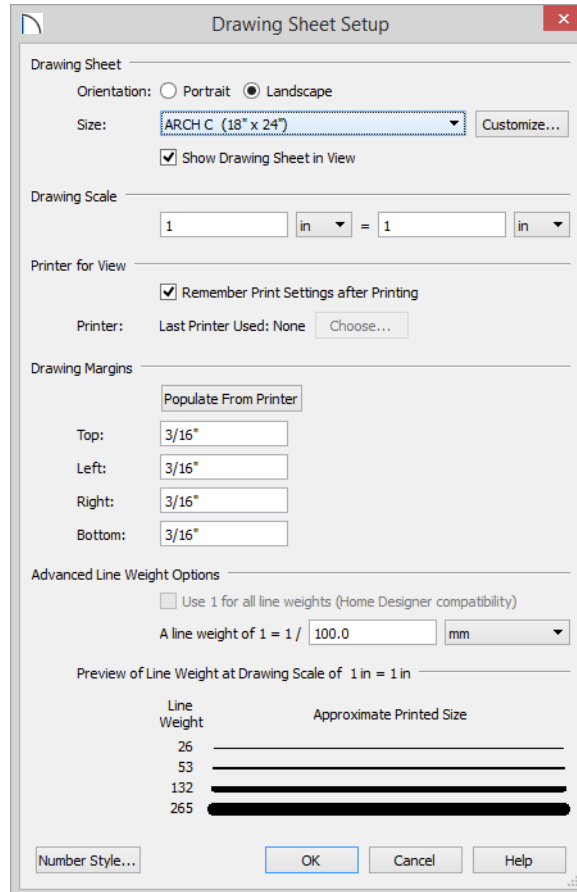 Drawing Sheet Setup
Drawing Sheet
Orientation: Portrait Landscape
Size: ARCH C (18" x 24") Customize...
Show Drawing Sheet in View
Drawing Scale
1 in = 1 in
Printer for View
Remember Print Settings after Printing
Printer: Last Printer Used: None Choose...
Drawing Margins
Populate From Printer
Top: 3/16"
Left: 3/16"
Right: 3/16"
Bottom: 3/16"
Advanced Line Weight Options
Use 1 for all line weights (Home Designer compatibility)
A line weight of 1 = 1 / 100.0 mm
Preview of Line Weight at Drawing Scale of 1 in = 1 in
Line
Weight Approximate Printed Size
26
53
132
265
Number Style... OK Cancel Help